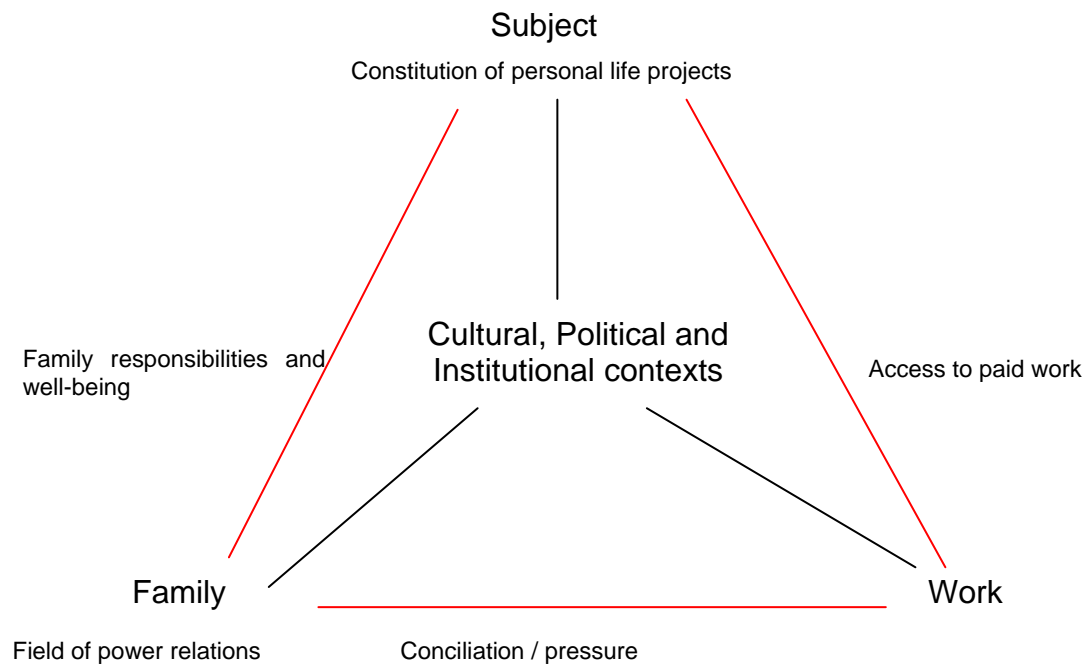 Subject
Constitution of personal life projects
Cultural, Political and
Institutional contexts
Family responsibilities and
well-being
Access to paid work
Family
Work
Field of power relations
Conciliation / pressure